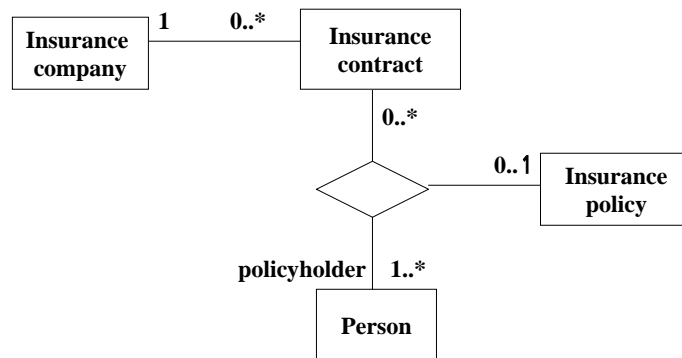 1
0..*
Insurance
company
Insurance
contract
0..*
0..1
Insurance
policy
policyholder
1..*
Person